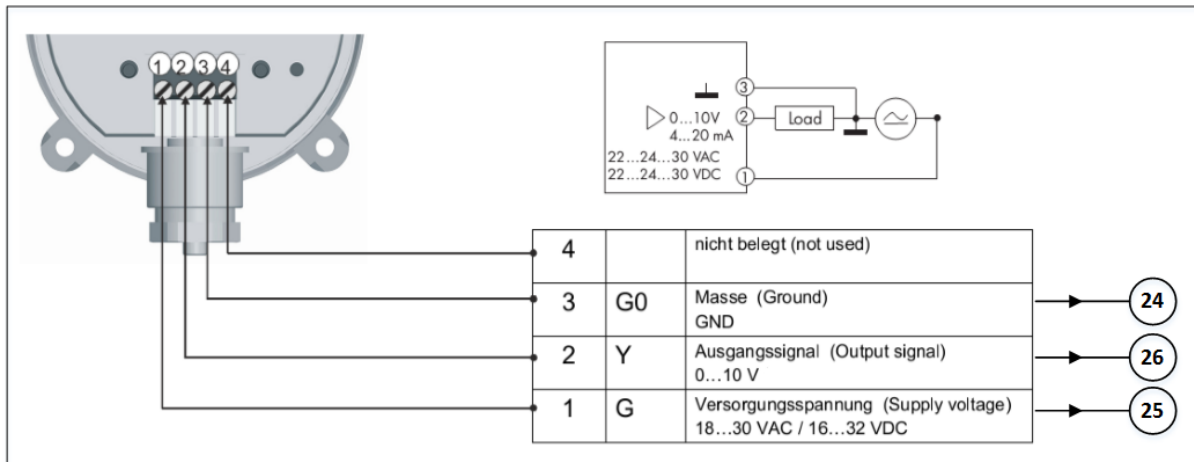 1 2 3 4
3
0...10V 2 Load
4...20 mA
22...24...30 VAC
22...24...30 VDC 1
4 nicht belegt (not used)
3 G0 Masse (Ground) 24
GND
2 Y Ausgangssignal (Output signal) 26
0...10 V
1 G Versorgungsspannung (Supply voltage) 25
18...30 VAC / 16...32 VDC